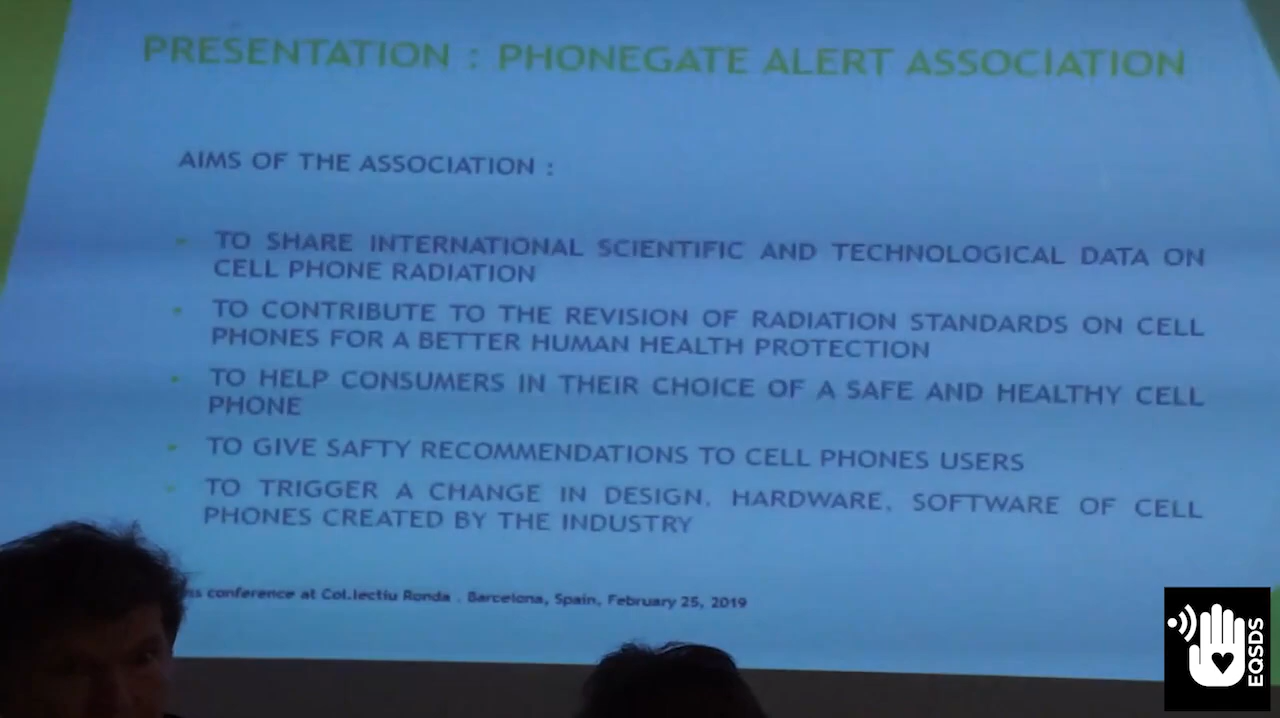 PRESENTATION : PHONEGATE ALERT ASSOCIATION
AIMS OF THE ASSOCIATION :
TO SHARE INTERNATIONAL SCIENTIFIC AND TECHNOLOGICAL DATA ON
CELL PHONE RADIATION
TO CONTRIBUTE TO THE REVISION OF RADIATION STANDARDS ON CELL
PHONES FOR A BETTER HUMAN HEALTH PROTECTION
TO HELP CONSUMERS IN THEIR CHOICE OF A SAFE AND HEALTHY CELL
PHONE
TO GIVE SAFTY RECOMMENDATIONS TO CELL PHONES USERS
TO TRIGGER A CHANGE IN DESIGN, HARDWARE, SOFTWARE OF CELL
PHONES CREATED BY THE INDUSTRY
conference at Col.lectiu Ronda . Barcelona, Spain, February 25, 2019
EQSDS